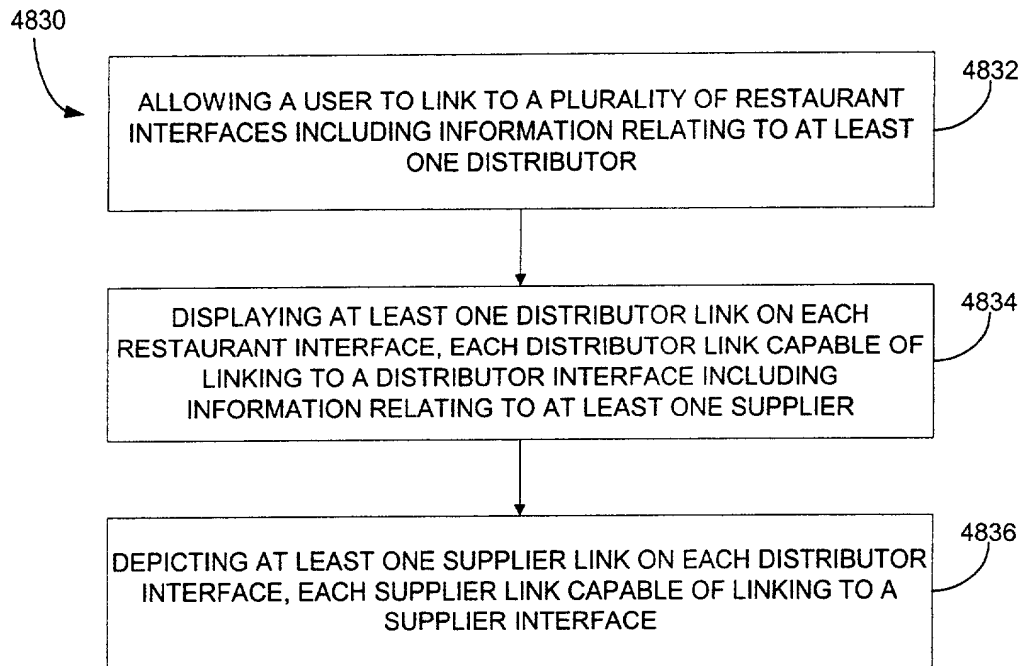 4830
4832
ALLOWING A USER TO LINK TO A PLURALITY OF RESTAURANT
INTERFACES INCLUDING INFORMATION RELATING TO AT LEAST
ONE DISTRIBUTOR
4834
DISPLAYING AT LEAST ONE DISTRIBUTOR LINK ON EACH
RESTAURANT INTERFACE, EACH DISTRIBUTOR LINK CAPABLE OF
LINKING TO A DISTRIBUTOR INTERFACE INCLUDING
INFORMATION RELATING TO AT LEAST ONE SUPPLIER
4836
DEPICTING AT LEAST ONE SUPPLIER LINK ON EACH DISTRIBUTOR
INTERFACE, EACH SUPPLIER LINK CAPABLE OF LINKING TO A
SUPPLIER INTERFACE